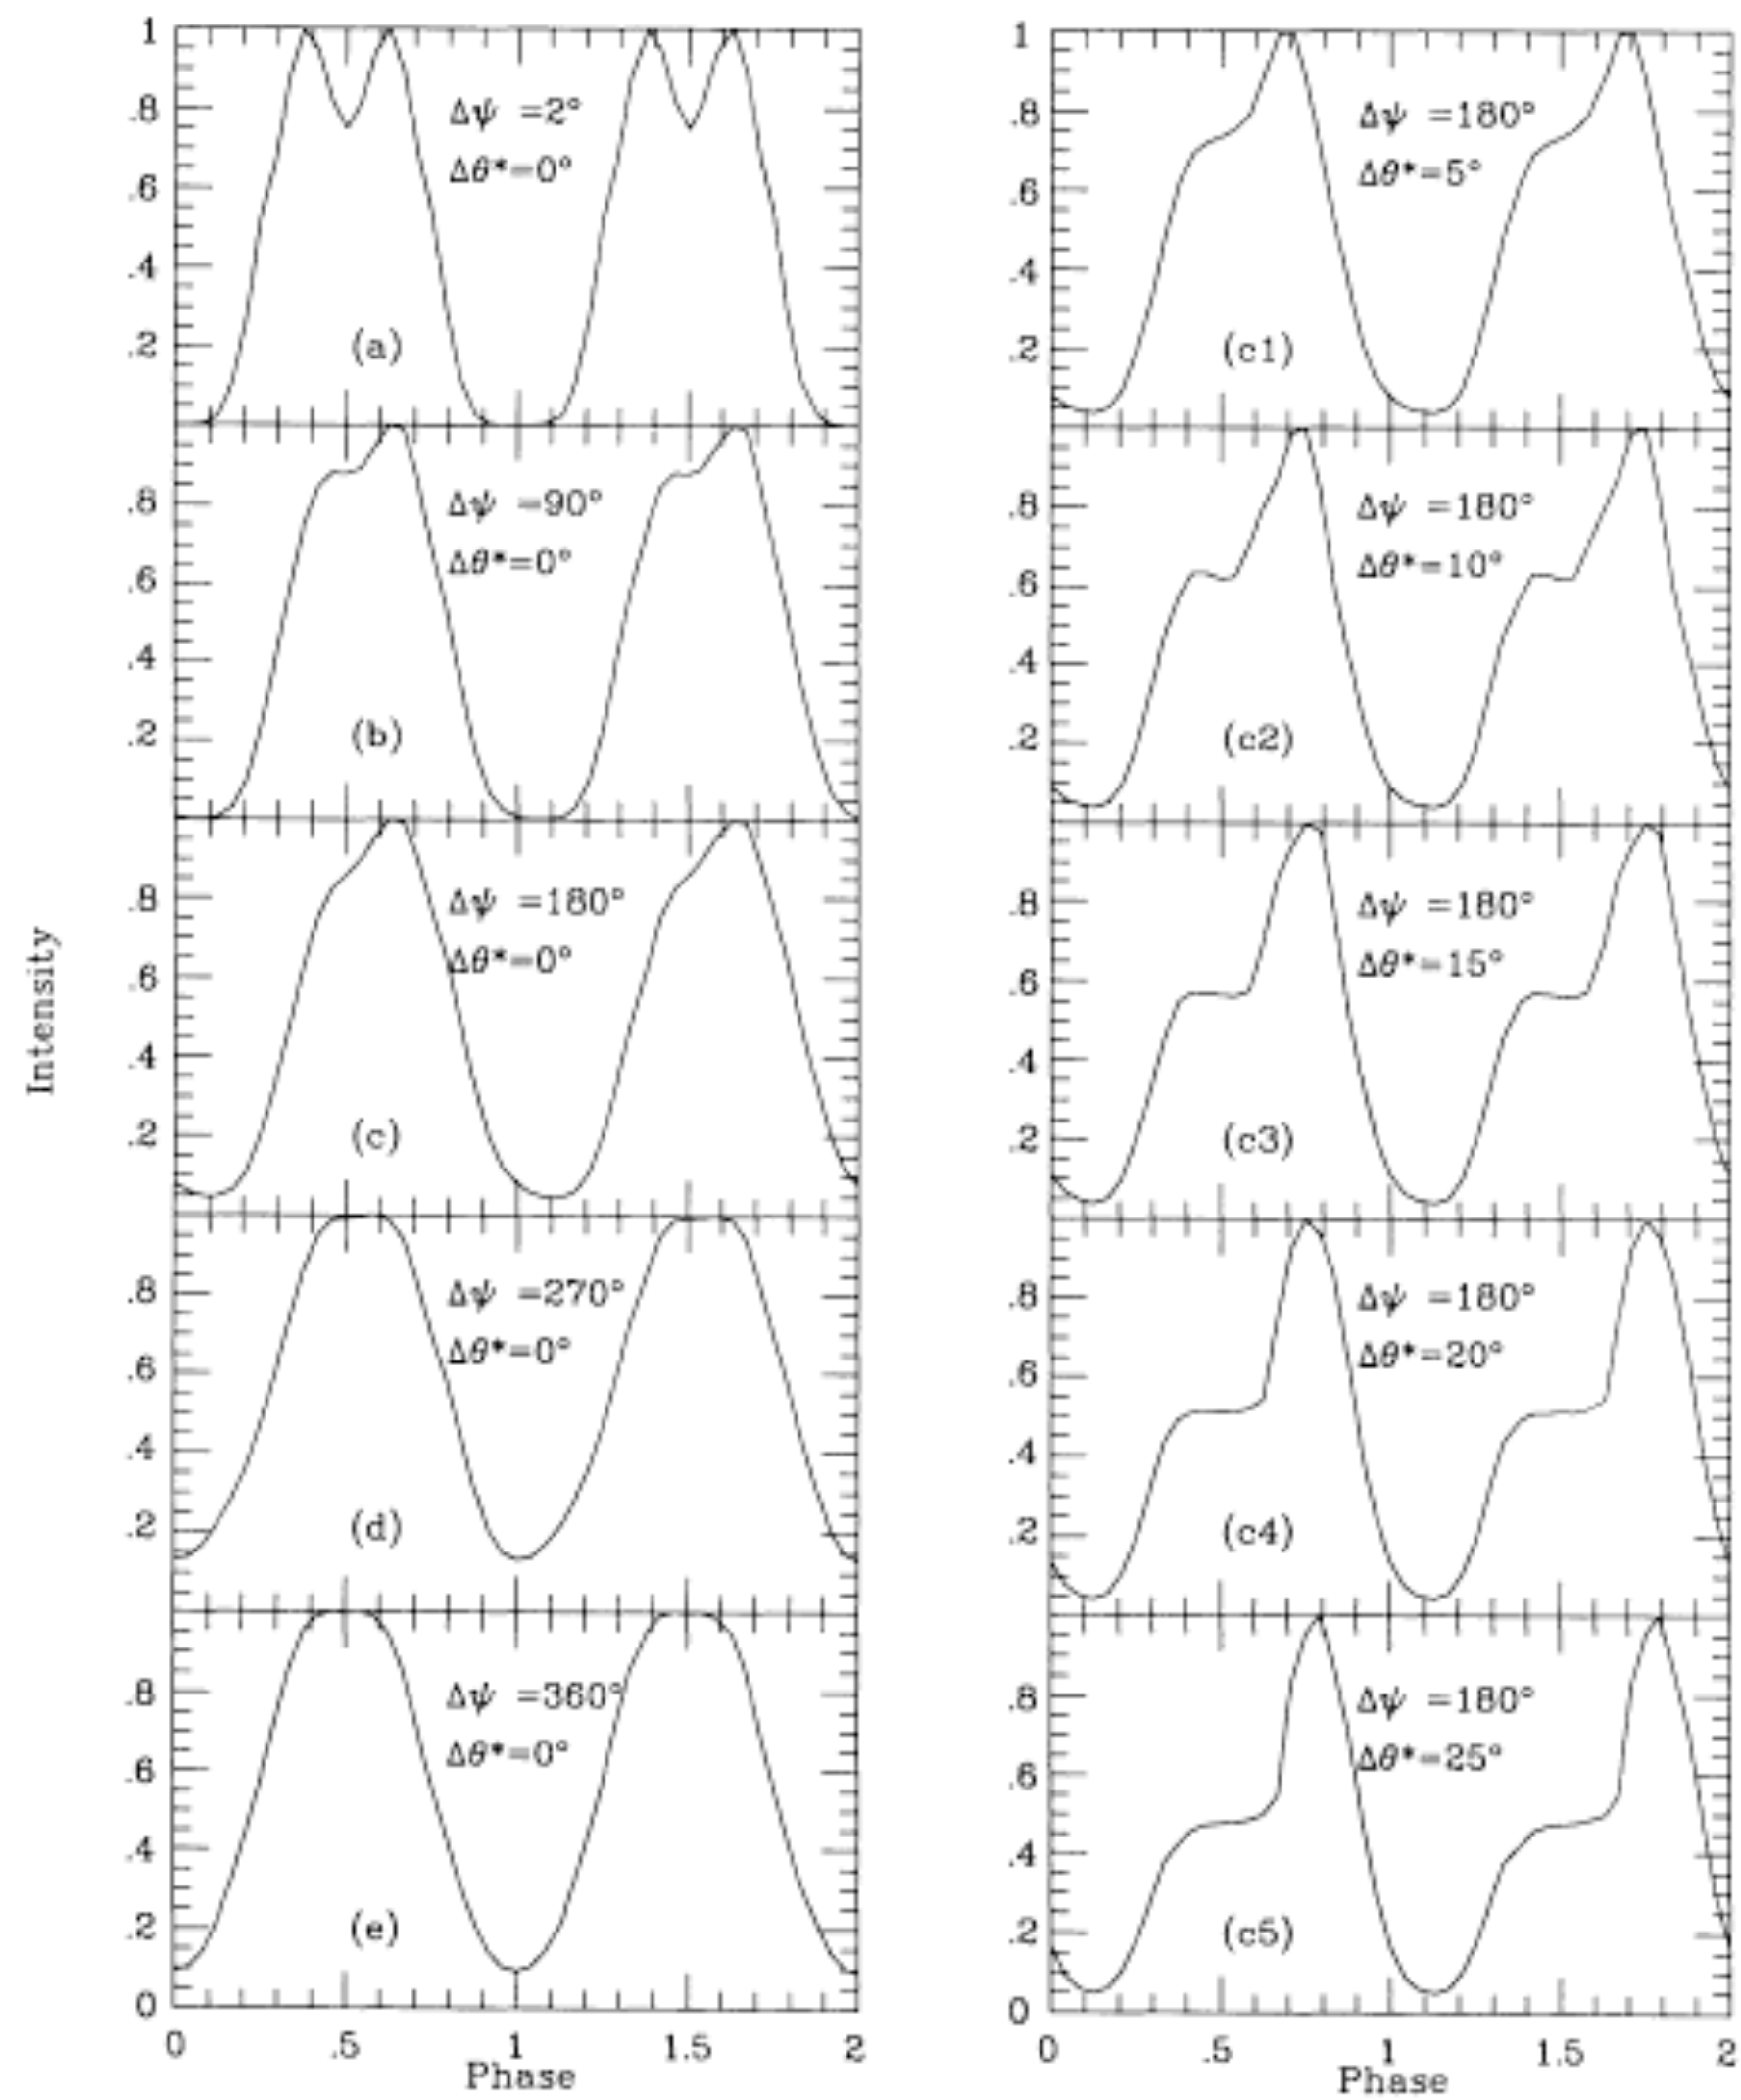 Intensity
1
.8
.6
.4
.2
Δψ =2°
Δθ*=0°
(a)
.8
.6
.4
.2
Δψ =90°
Δθ*=0°
(b)
.8
.6
.4
.2
Δψ =180°
Δθ*=0°
(c)
.8
.6
.4
.2
Δψ =270°
Δθ*=0°
(d)
.8
.6
.4
.2
0
Δψ =360°
Δθ*=0°
(e)
0 .5 1 1.5 2
Phase
1
.8
.6
.4
.2
Δψ =180°
Δθ*=5°
(c1)
.8
.6
.4
.2
Δψ =180°
Δθ*=10°
(c2)
.8
.6
.4
.2
Δψ =180°
Δθ*=15°
(c3)
.8
.6
.4
.2
Δψ =180°
Δθ*=20°
(c4)
.8
.6
.4
.2
0
Δψ =180°
Δθ*=25°
(c5)
0 .5 1 1.5 2
Phase